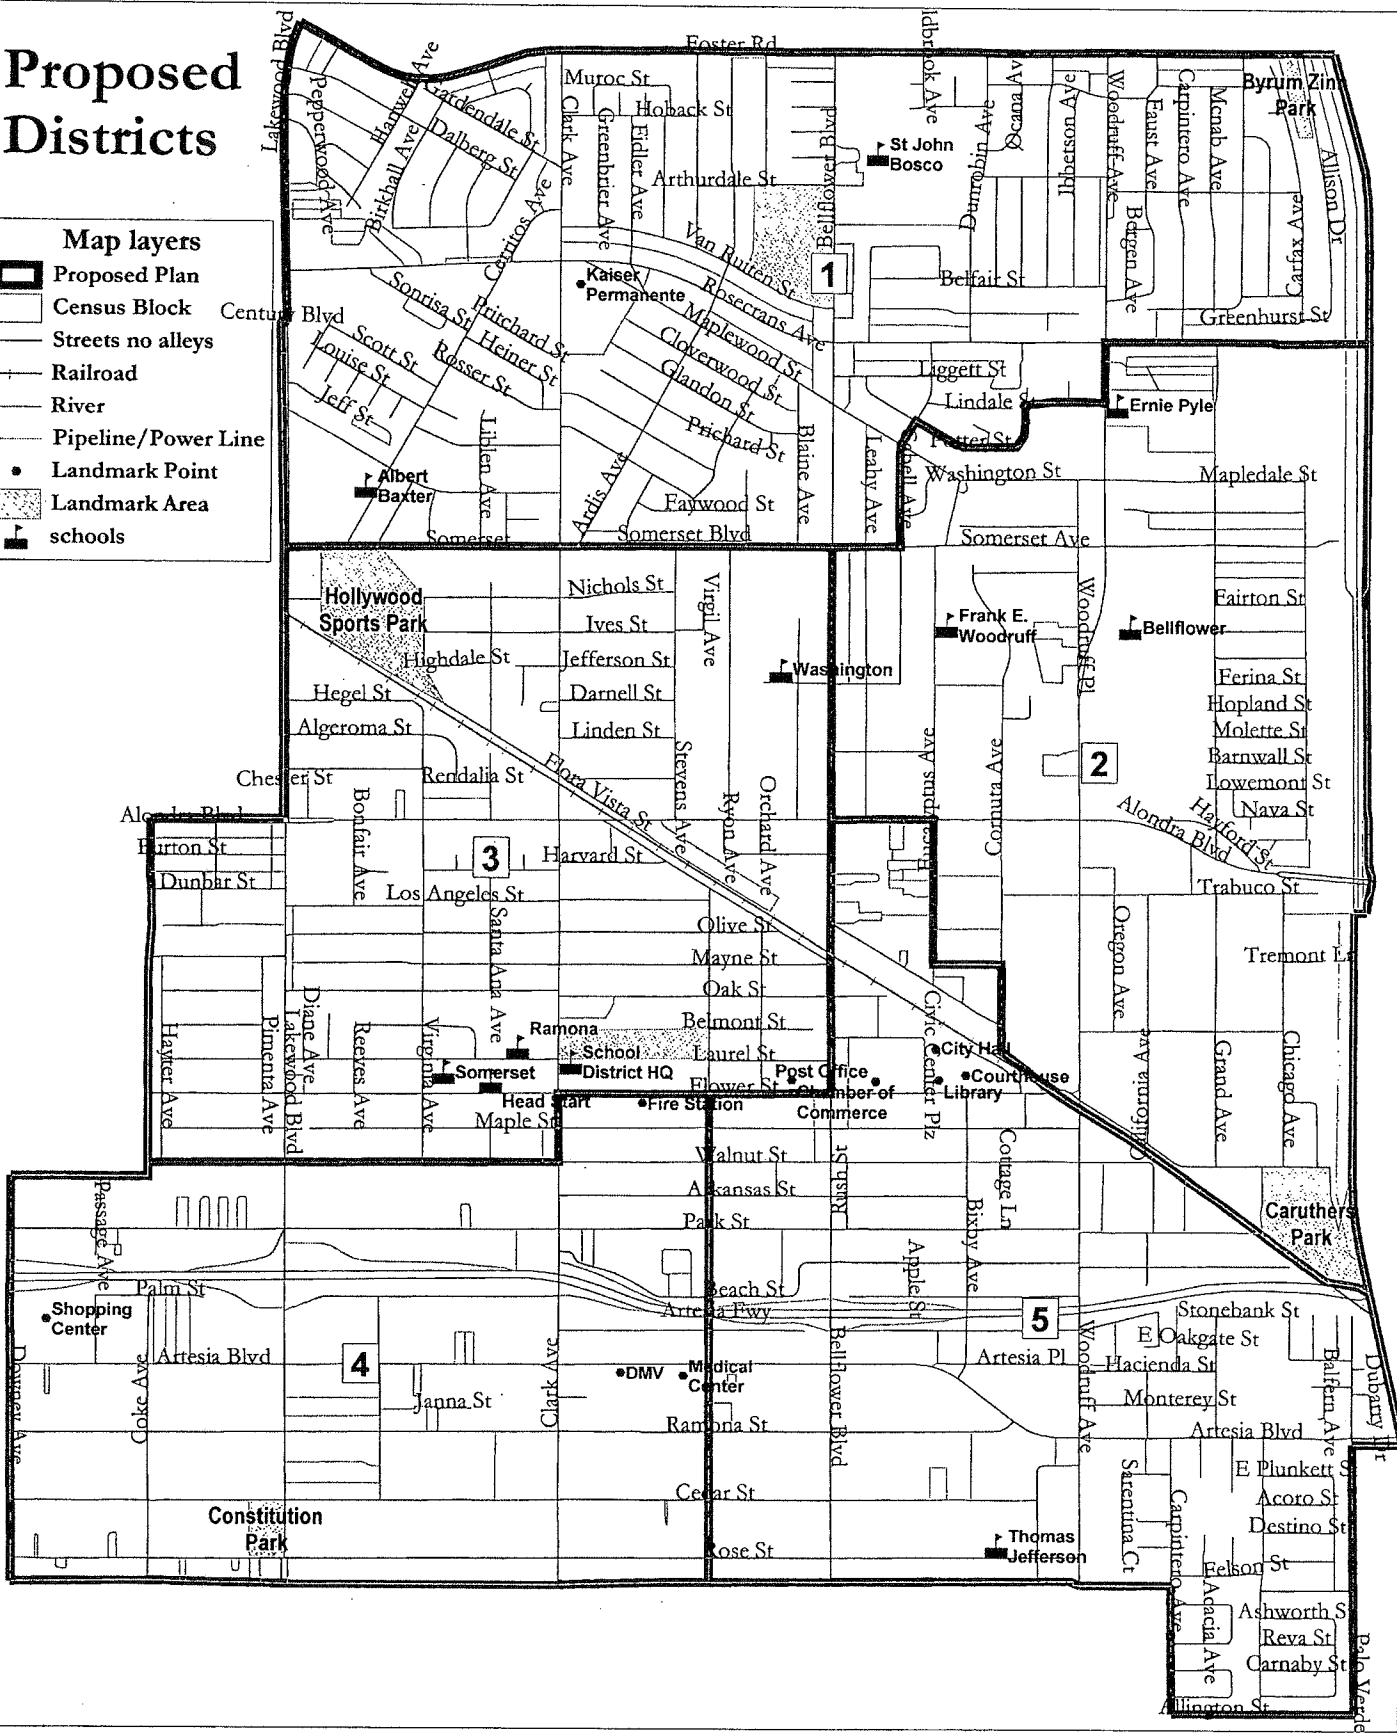 Proposed
Districts
Map layers
Proposed Plan
Census Block
Streets no alleys
Railroad
River
Pipeline/Power Line
Landmark Point
Landmark Area
schools
Lakewood Blvd
Pepperwood Ave
Hanwell Ave
Birkhall Ave
Gardendale St
Dalberg St
Cerritos Ave
Foster Rd
Muroc St
Hoback St
Clark Ave
Greenbrier Ave
Eidler Ave
Arthurdale St
Bellflower Blvd
dbrook Ave
St John
Bosco
Dunrobin Ave
Ocana Av
Ibberson Ave
Woodruff Ave
Faust Ave
Carpintero Ave
Mcnab Ave
Byrum Zinn
Park
Allison Dr
Bergen Ave
Carfax Ave
Van Ruiten St
Rosecrans Ave
1
Belfair St
Greenhurst St
Kaiser
Permanente
Century Blvd
Sonrisa St
Pritchard St
Heiner St
Rosser St
Scott St
Louise St
Jeff St
Maplewood St
Cloverwood St
Glandon St
Prichard St
Liggett St
Lindale St
Potter St
Ernie Pyle
Washington St
Mapledale St
Albert
Baxter
Liblen Ave
Ardis Ave
Faywood St
Blaine Ave
Leahy Ave
Somerset
Somerset Blvd
Somerset Ave
Hollywood
Sports Park
Nichols St
Virgil Ave
Ives St
Highdale St
Jefferson St
Washington
Frank E.
Woodruff
Woodruff Pl
Bellflower
Fairton St
Hegel St
Darnell St
Ferina St
Algeroma St
Linden St
Hopland St
Molette St
Barnwall St
Lowemont St
Nava St
Chester St
Rendalia St
Flora Vista St
Stevens Ave
Ryon Ave
Orchard Ave
Cornuta Ave
2
Alondra Blvd
Hayford St
Alondra Blvd
Burton St
Dunbar St
Bonfair Ave
3
Harvard St
Los Angeles St
Trabuco St
Santa Ana Ave
Olive St
Mayne St
Oak St
Belmont St
Laurel St
Flower St
Oregon Ave
Tremont Ln
Hayter Ave
Pimenta Ave
Lakewood Blvd
Diane Ave
Reeves Ave
Virginia Ave
Ramona
Somerset
Head Start
School
District HQ
Fire Station
Maple St
Post Office
Chamber of
Commerce
Civic Center Plz
City Hall
Courthouse
Library
California Ave
Grand Ave
Chicago Ave
Walnut St
Arkansas St
Park St
Rush St
Cottage Ln
Bixby Ave
Apple St
Caruthers
Park
Passage Ave
Palm St
Beach St
Artesia Fwy
5
Stonebank St
E Oakgate St
Shopping
Center
Artesia Blvd
4
DMV
Medical
Center
Artesia Pl
Hacienda St
Downey Ave
Coke Ave
Janna St
Clark Ave
Ramona St
Bellflower Blvd
Woodruff Ave
Monterey St
Artesia Blvd
Balfern Ave
Dubarry Dr
Cedar St
E Plunkett S
Acoro St
Destino St
Constitution
Park
Rose St
Thomas
Jefferson
Sarentina Ct
Carpintero Ave
Acacia Ave
Felson St
Ashworth S
Reva St
Carnaby St
Allington St
Palo Verde